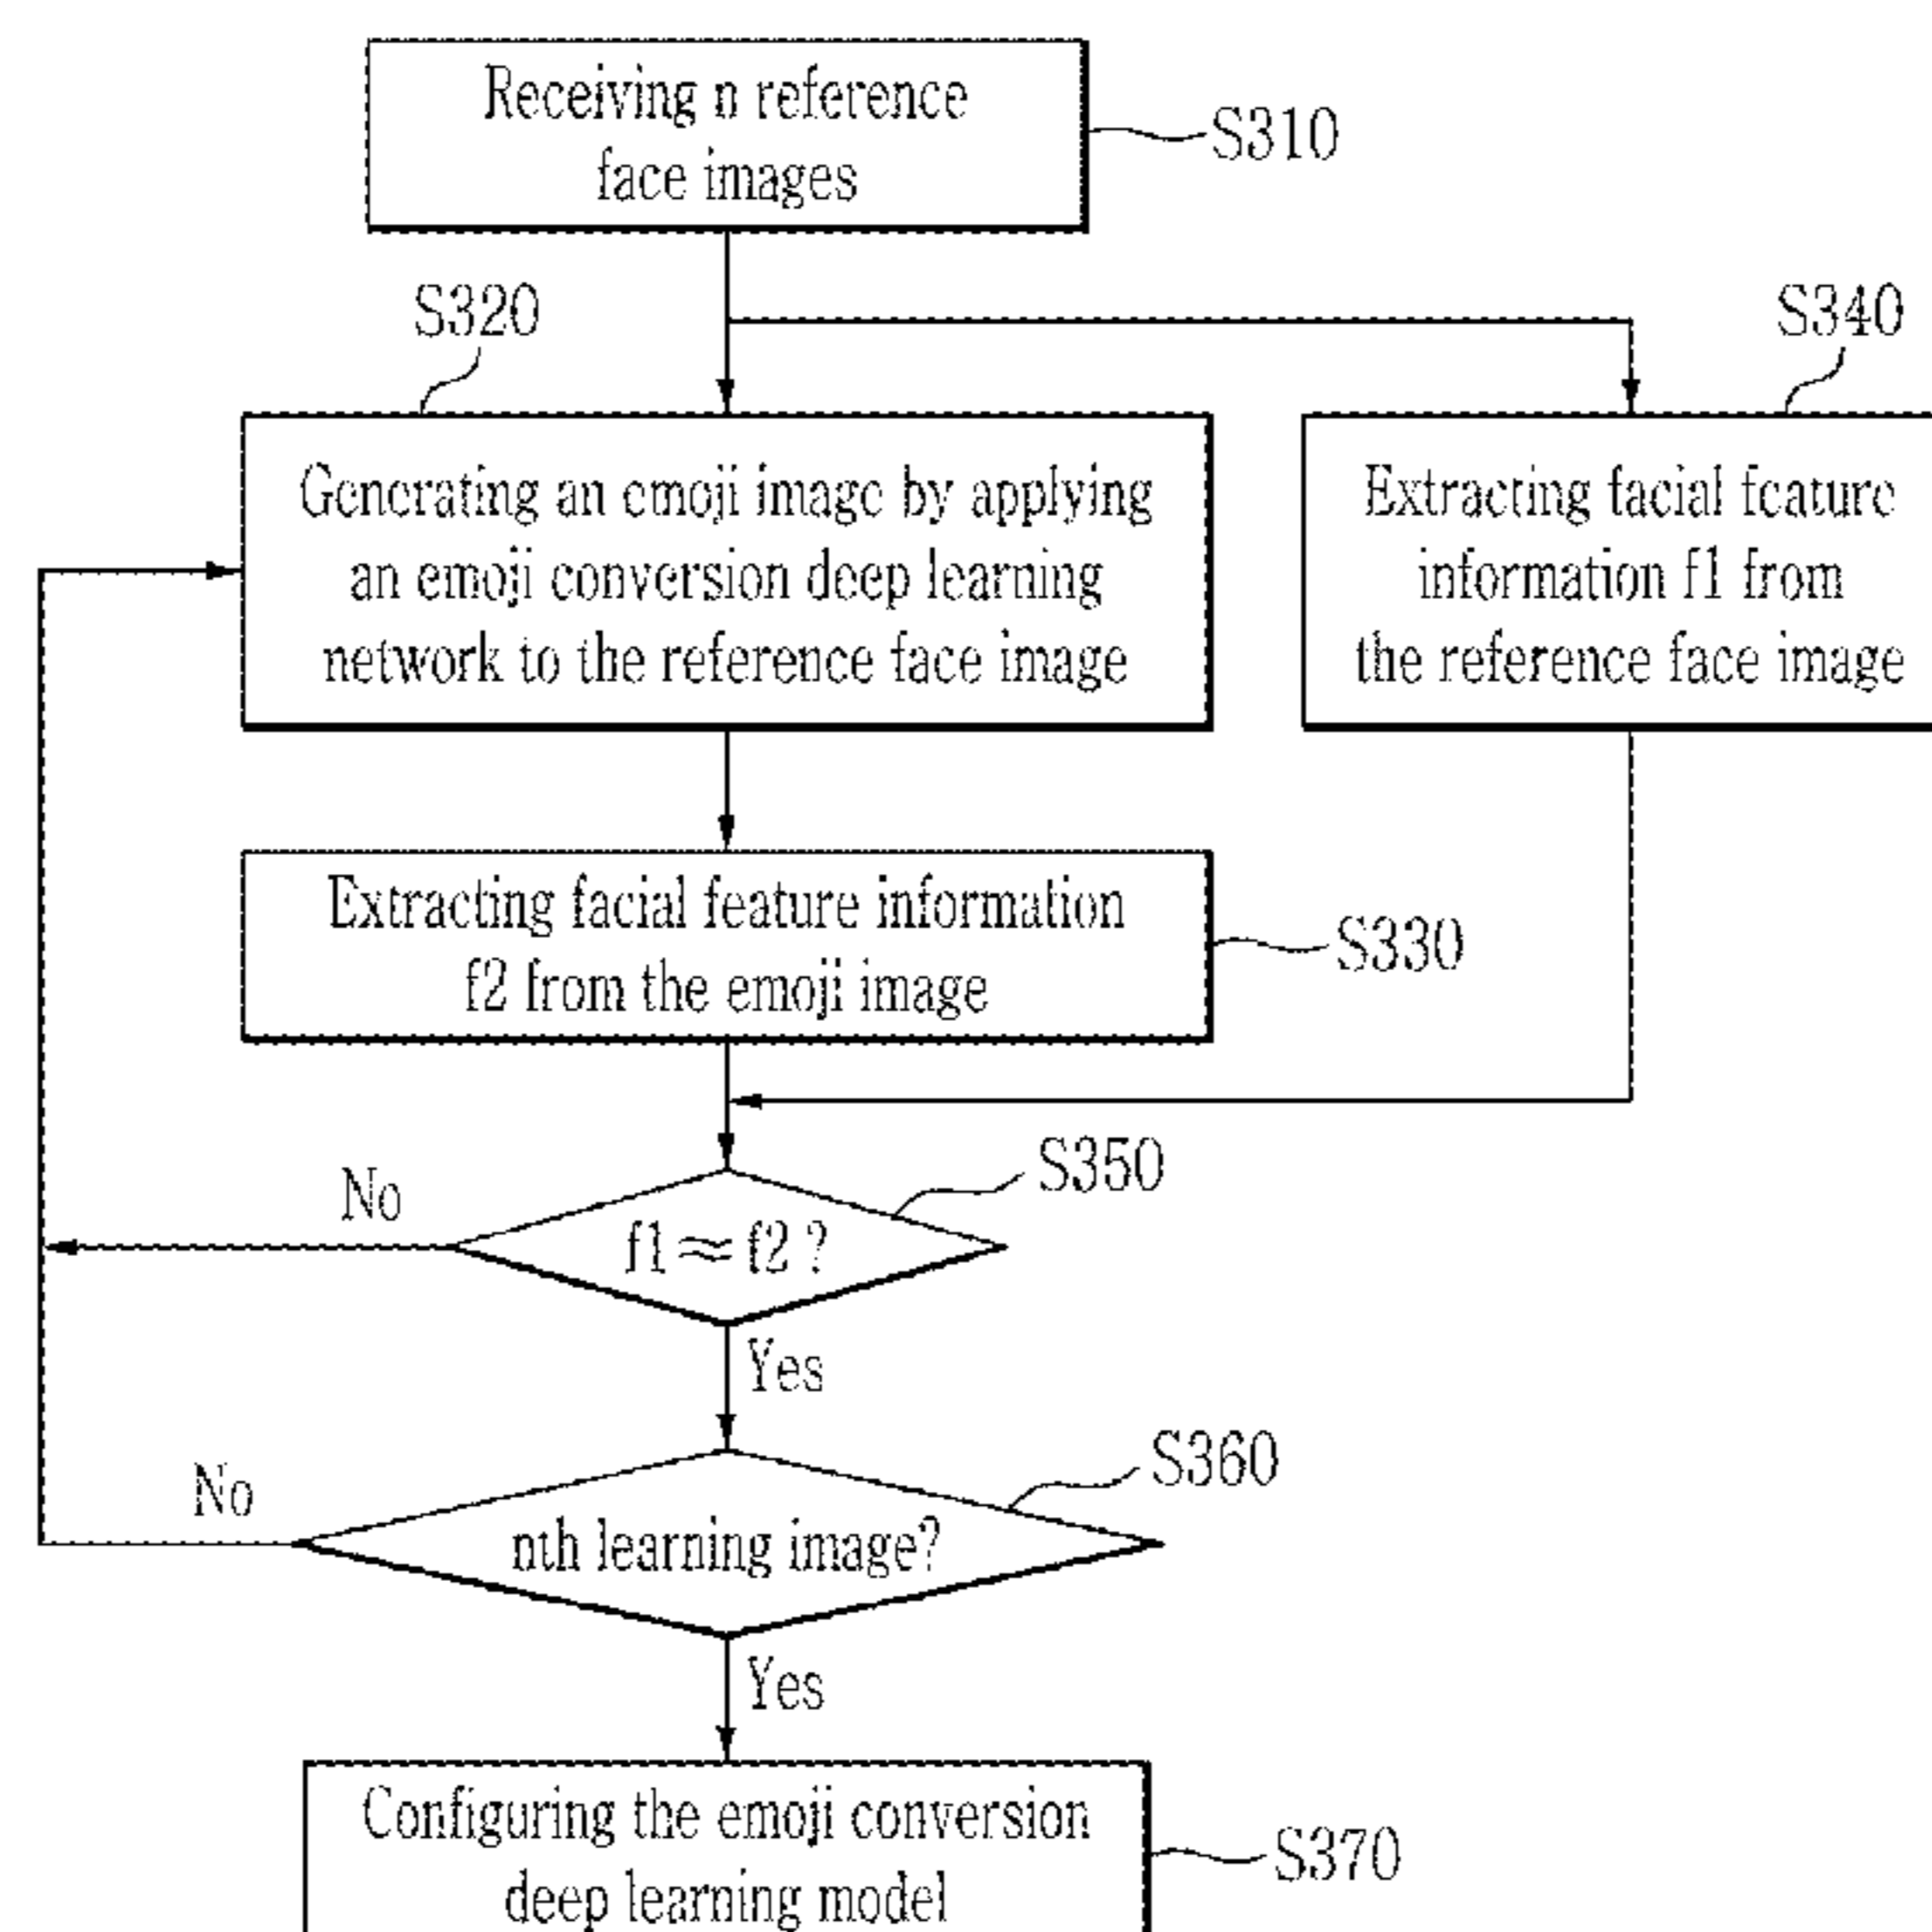 Receiving n reference
face images
S310
S320
S340
Generating an emoji image by applying
an emoji conversion deep learning
network to the reference face image
Extracting facial feature
information f1 from
the reference face image
Extracting facial feature information
f2 from the emoji image
S330
S350
No
f1≈f2 ?
Yes
S360
No
nth learning image?
Yes
Configuring the emoji conversion
deep learning model
S370